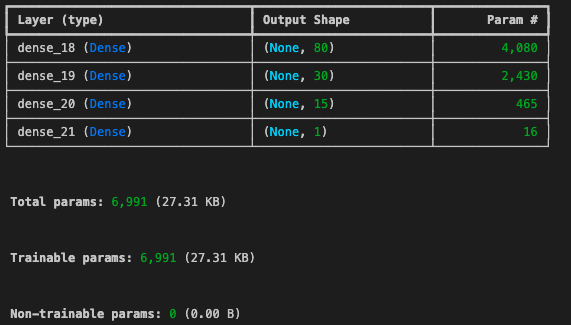 Layer (type) Output Shape Param #
dense_18 (Dense) (None, 80) 4,080
dense_19 (Dense) (None, 30) 2,430
dense_20 (Dense) (None, 15) 465
dense_21 (Dense) (None, 1) 16
Total params: 6,991 (27.31 KB)
Trainable params: 6,991 (27.31 KB)
Non-trainable params: 0 (0.00 B)